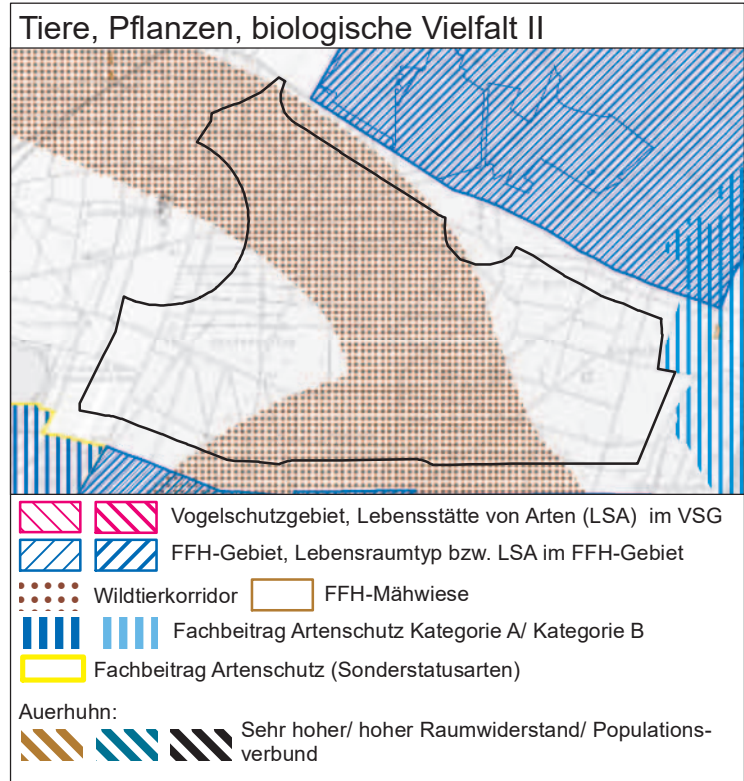 Tiere, Pflanzen, biologische Vielfalt II
Vogelschutzgebiet, Lebensstätte von Arten (LSA) im VSG
FFH-Gebiet, Lebensraumtyp bzw. LSA im FFH-Gebiet
Wildtierkorridor FFH-Mähwiese
Fachbeitrag Artenschutz Kategorie A/ Kategorie B
Fachbeitrag Artenschutz (Sonderstatusarten)
Auerhuhn:
Sehr hoher/ hoher Raumwiderstand/ Populations-
verbund